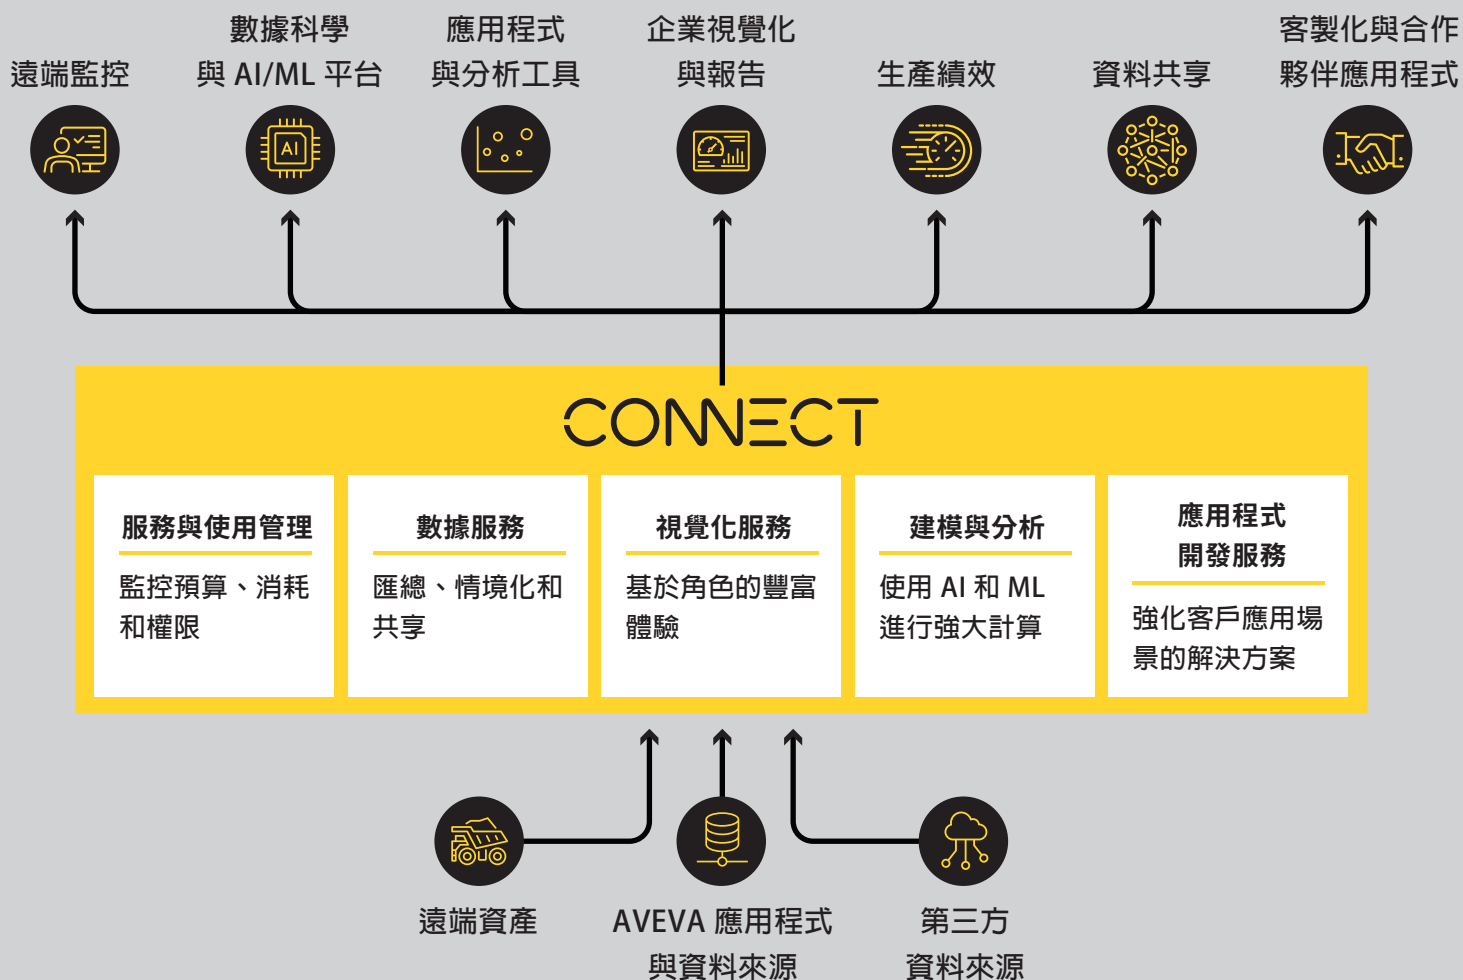 遠端監控
數據科學
與 AI/ML 平台
應用程式
與分析工具
企業視覺化
與報告
生產績效
資料共享
客製化與合作
夥伴應用程式
AI
CONNECT
服務與使用管理
監控預算、消耗
和權限
數據服務
匯總、情境化和
共享
視覺化服務
基於角色的豐富
體驗
建模與分析
使用 AI 和 ML
進行強大計算
應用程式
開發服務
強化客戶應用場
景的解決方案
遠端資產
AVEVA 應用程式
與資料來源
第三方
資料來源